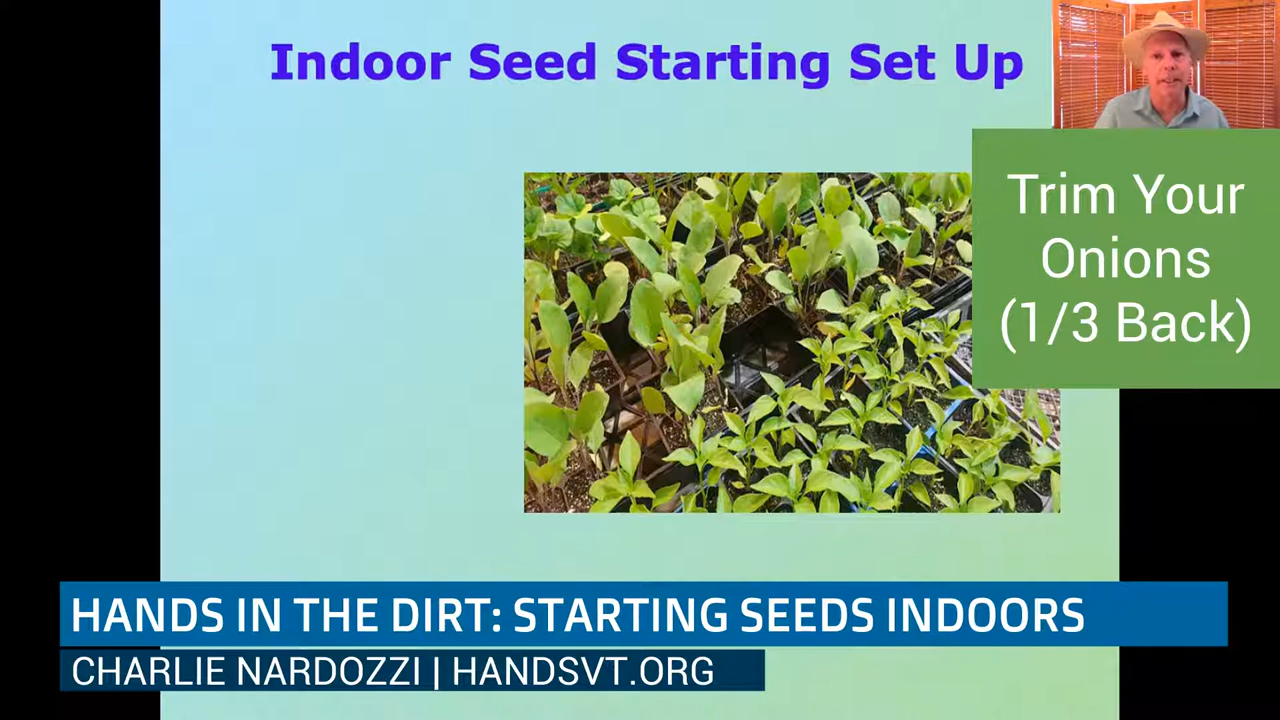 Indoor Seed Starting Set Up
Trim Your
Onions
(1/3 Back)
HANDS IN THE DIRT: STARTING SEEDS INDOORS
CHARLIE NARDOZZI | HANDSVT.ORG